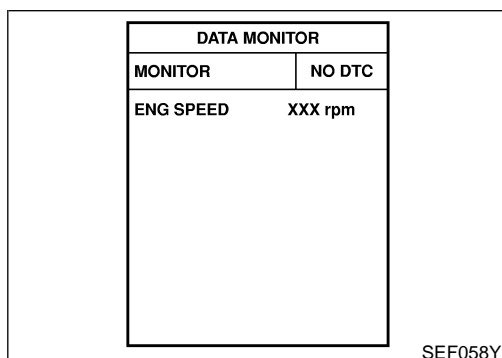 DATA MONITOR
MONITOR NO DTC
ENG SPEED XXX rpm
SEF058Y